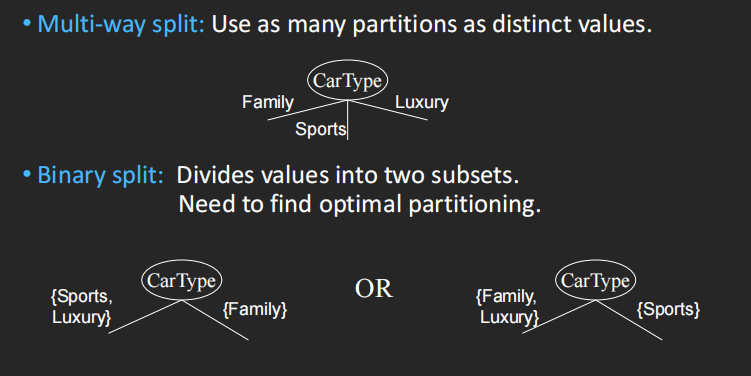 • Multi-way split: Use as many partitions as distinct values.
CarType
Family
Luxury
Sports
• Binary split: Divides values into two subsets.
Need to find optimal partitioning.
CarType
{Sports,
Luxury}
{Family}
OR
CarType
{Family,
Luxury}
{Sports}